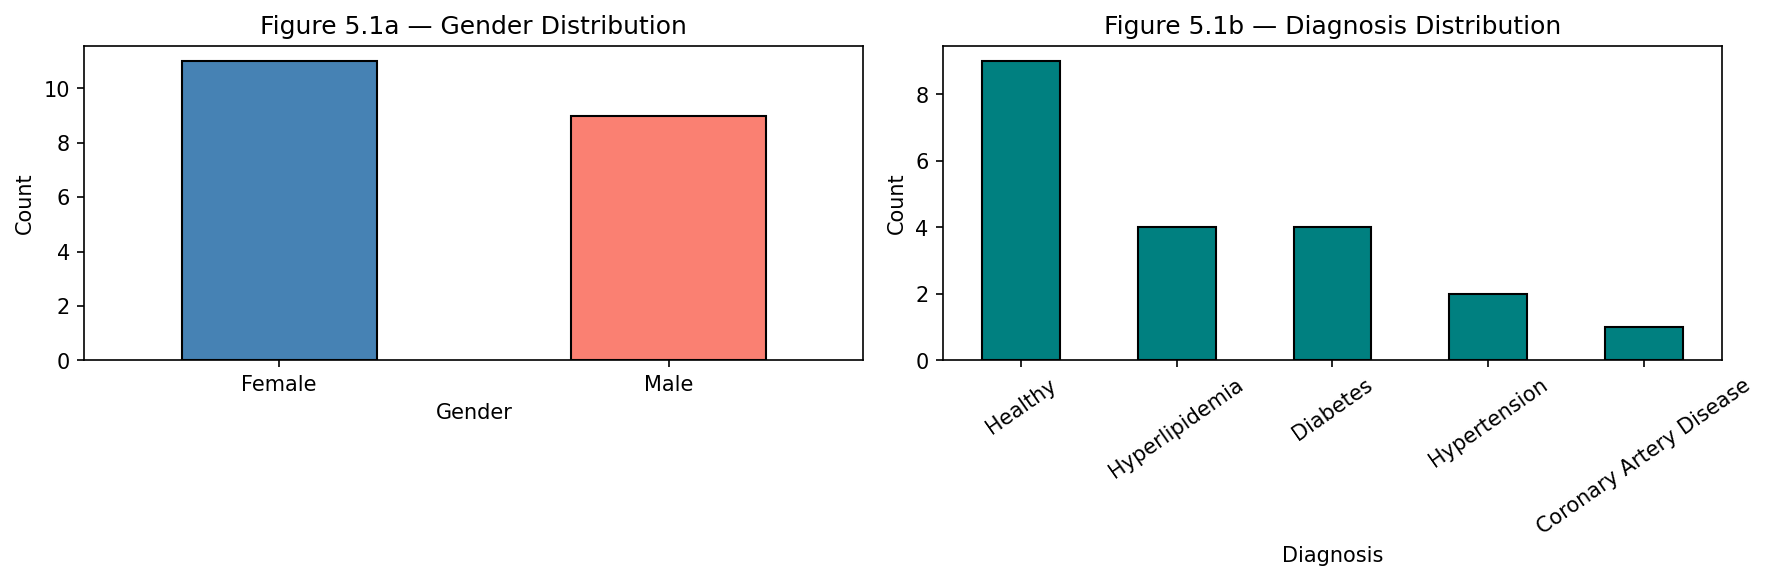 Figure 5.1a — Gender Distribution
10
8
6
4
2
0
Count
Female
Male
Gender
Figure 5.1b — Diagnosis Distribution
8
6
4
2
0
Count
Healthy
Hyperlipidemia
Diabetes
Hypertension
Coronary Artery Disease
Diagnosis